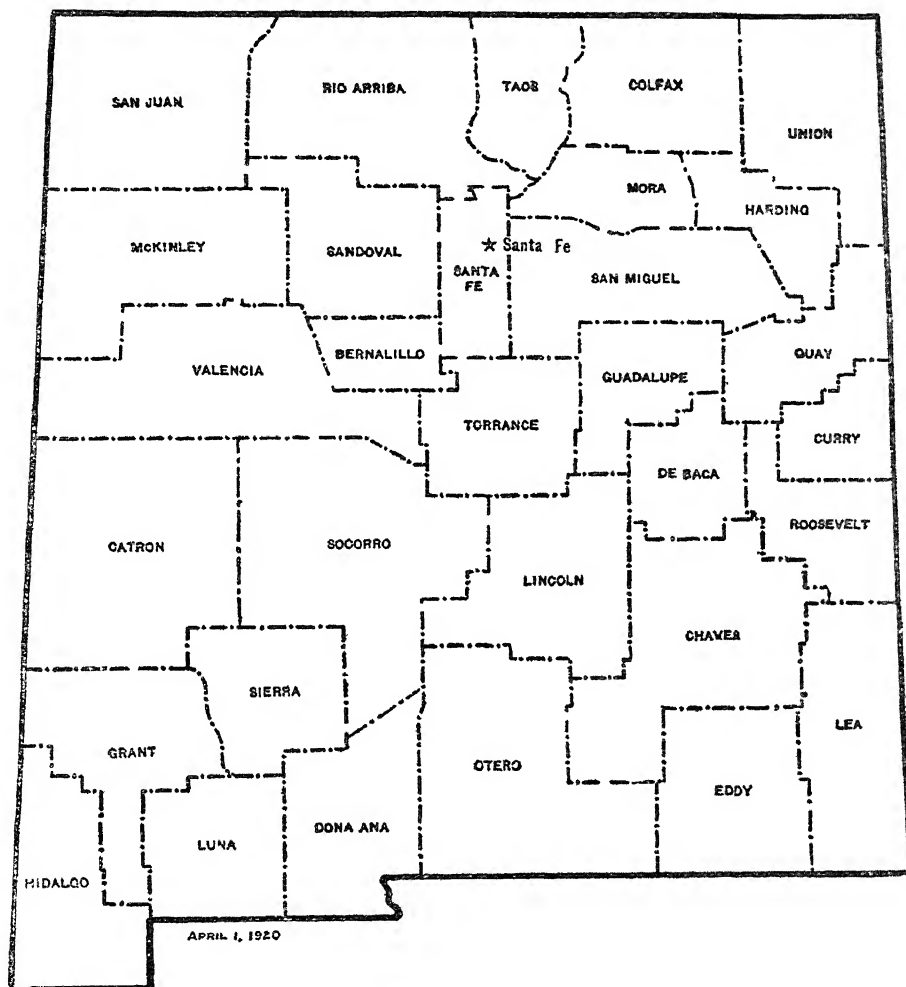 SAN JUAN
RIO ARRIBA
TAOS
COLFAX
UNION
MORA
HARDING
McKINLEY
SANDOVAL
Santa Fe
SANTA
FE
SAN MIGUEL
VALENCIA
BERNALILLO
GUADALUPE
QUAY
TORRANCE
CURRY
DE BACA
CATRON
SOCORRO
ROOSEVELT
LINCOLN
CHAVES
SIERRA
GRANT
OTERO
LEA
EDDY
LUNA
DONA ANA
HIDALGO
APRIL 1, 1920